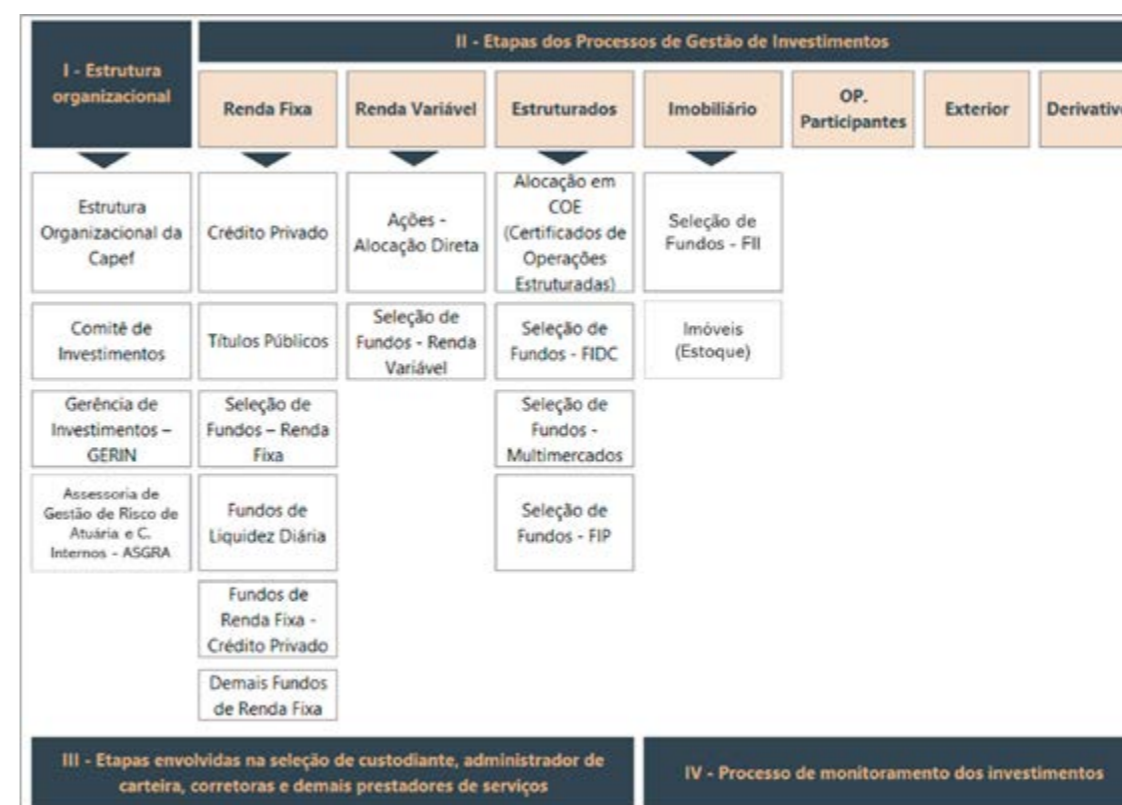 I - Estrutura
organizacional
II - Etapas dos Processos de Gestão de Investimentos
Renda Fixa
Renda Variável
Estruturados
Imobiliário
OP.
Participantes
Exterior
Derivativo
Estrutura
Organizacional da
Capef
Comitê de
Investimentos
Gerência de
Investimentos –
GERIN
Assessoria de
Gestão de Risco de
Atuária e C.
Internos - ASGRA
Crédito Privado
Títulos Públicos
Seleção de
Fundos – Renda
Fixa
Fundos de
Liquidez Diária
Fundos de
Renda Fixa -
Crédito Privado
Demais Fundos
de Renda Fixa
Ações -
Alocação Direta
Seleção de
Fundos - Renda
Variável
Alocação em
COE
(Certificados de
Operações
Estruturadas)
Seleção de
Fundos - FIDC
Seleção de
Fundos -
Multimercados
Seleção de
Fundos - FIP
Seleção de
Fundos - FII
Imóveis
(Estoque)
III - Etapas envolvidas na seleção de custodiante, administrador de
carteira, corretoras e demais prestadores de serviços
IV - Processo de monitoramento dos investimentos